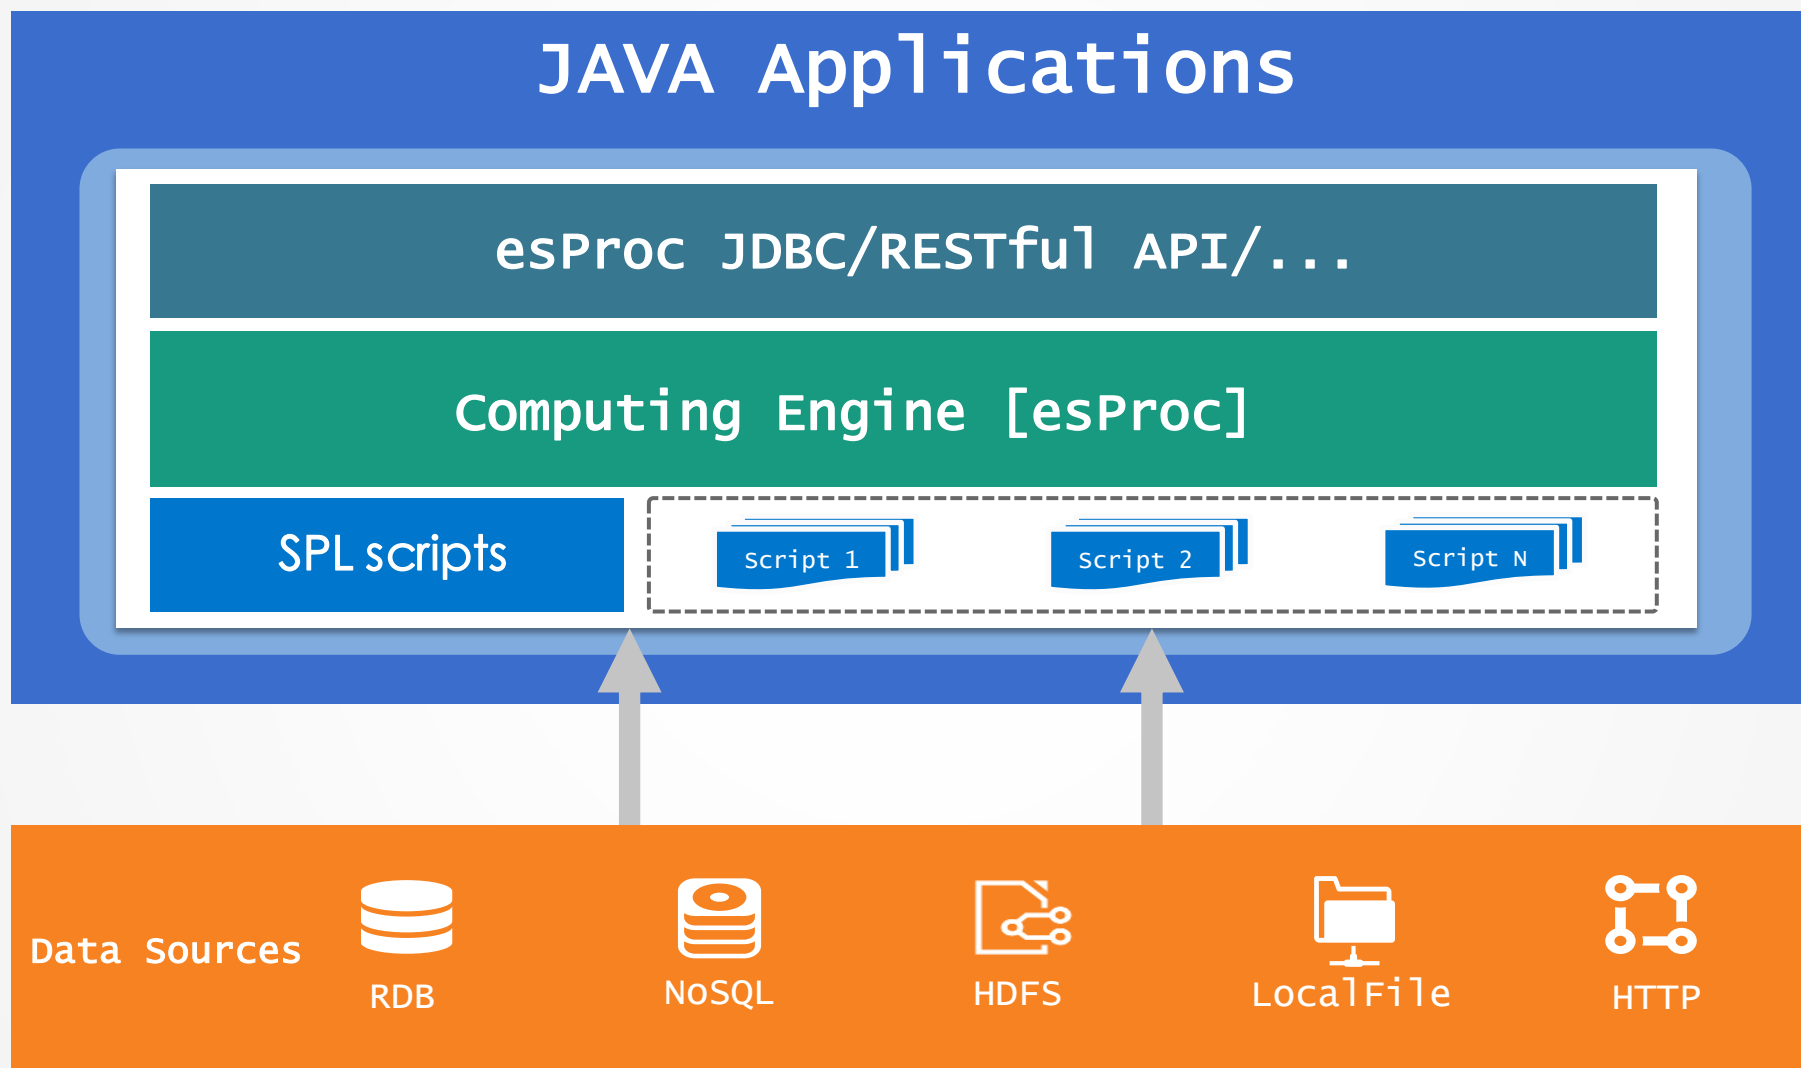 JAVA Applications
esProc JDBC/RESTful API/...
Computing Engine [esProc]
SPL scripts
Script 1
Script 2
Script N
Data Sources
RDB
NoSQL
HDFS
LocalFile
HTTP